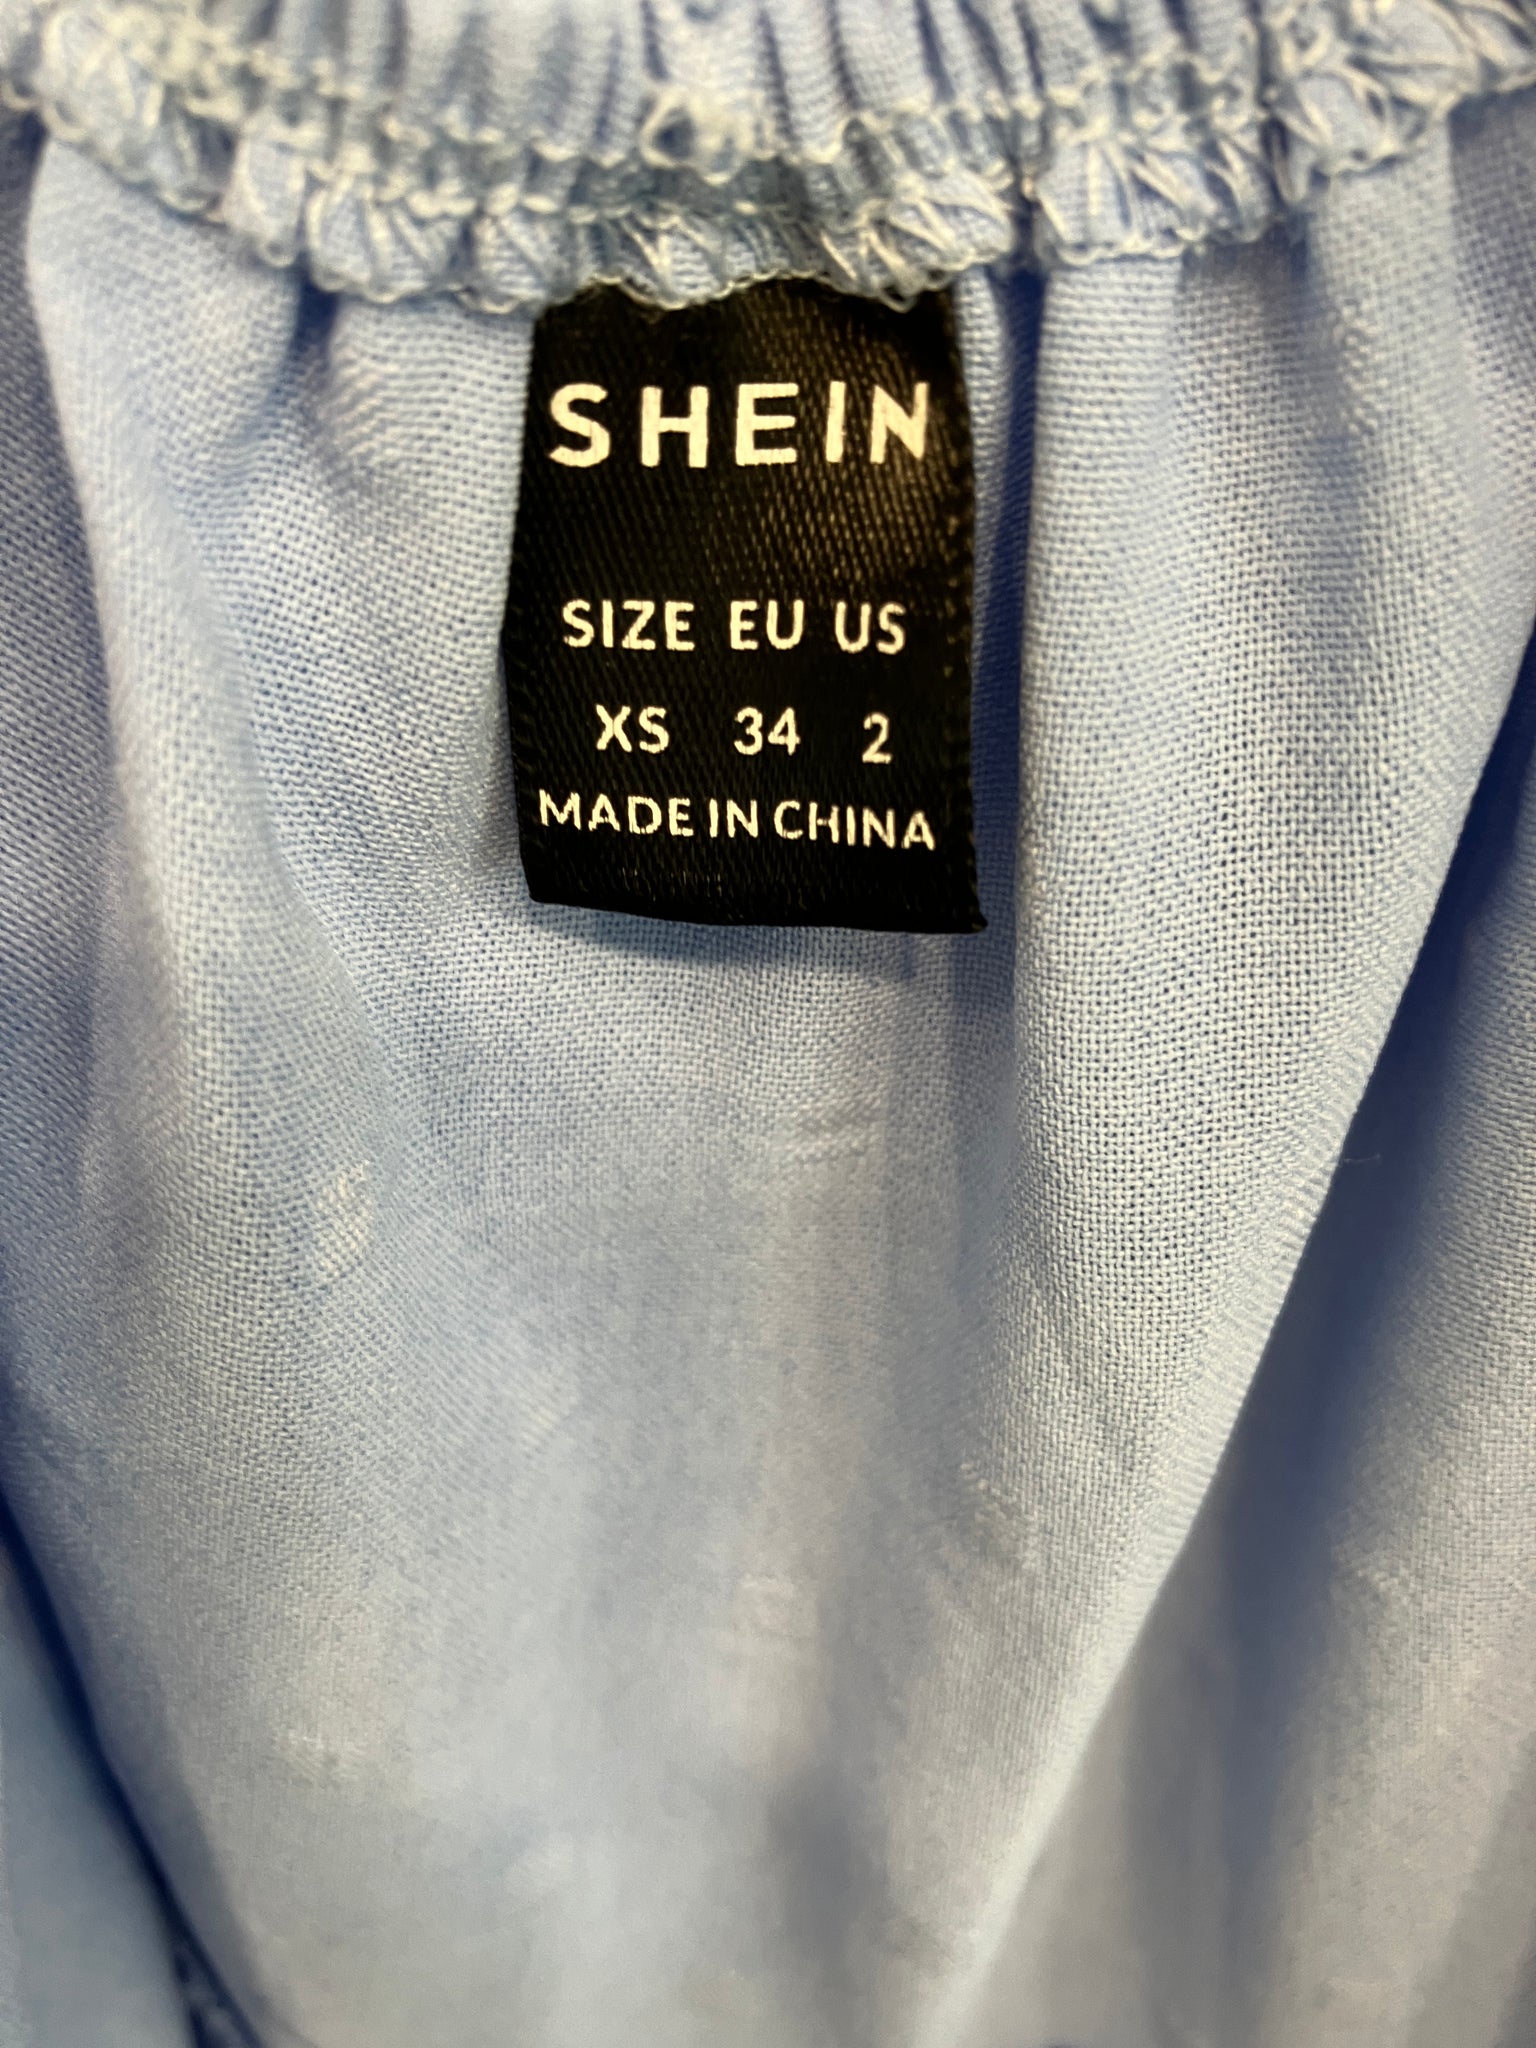 SHEIN
SIZE EU US
XS 34 2
MADE IN CHINA